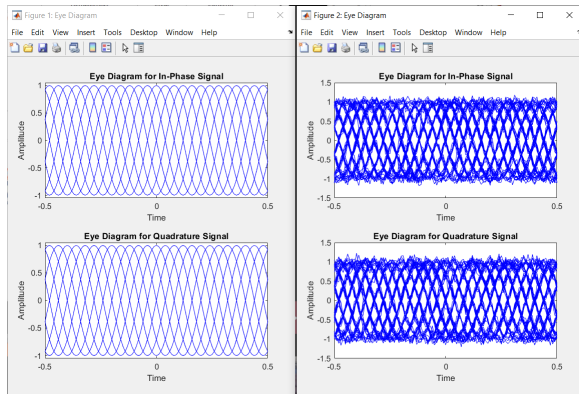 Figure 1: Eye Diagram
File Edit View Insert Tools Desktop Window Help
Eye Diagram for In-Phase Signal
1
0.5
0
-0.5
-1
Amplitude
-0.5 0 0.5
Time
Eye Diagram for Quadrature Signal
1
0.5
0
-0.5
-1
Amplitude
-0.5 0 0.5
Time
Figure 2: Eye Diagram
File Edit View Insert Tools Desktop Window Help
Eye Diagram for In-Phase Signal
1.5
1
0.5
0
-0.5
-1
-1.5
Amplitude
-0.5 0 0.5
Time
Eye Diagram for Quadrature Signal
1.5
1
0.5
0
-0.5
-1
-1.5
Amplitude
-0.5 0 0.5
Time